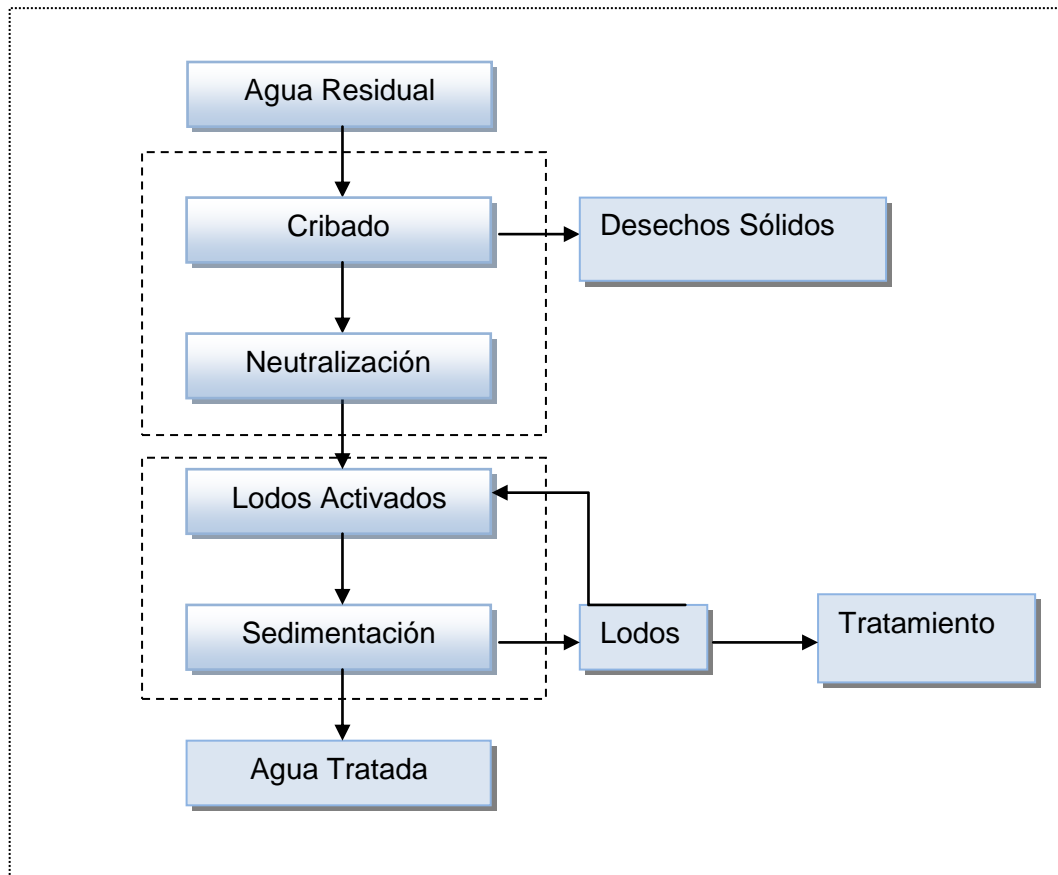 Agua Residual
Cribado
Desechos Sólidos
Neutralización
Lodos Activados
Sedimentación
Lodos
Tratamiento
Agua Tratada